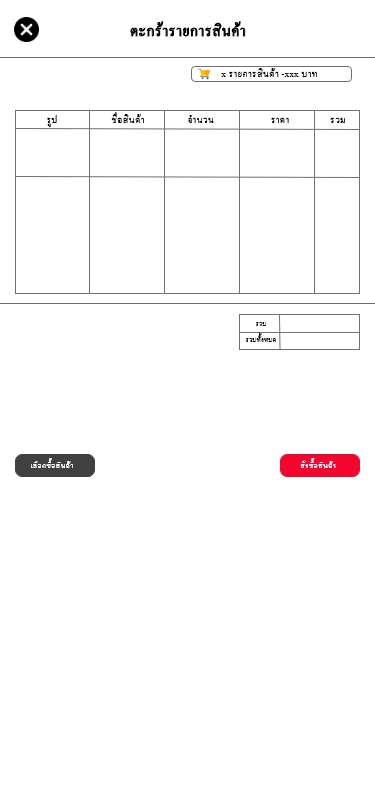 ตะกร้ารายการสินค้า
x รายการสินค้า -xxx บาท
รูป ชื่อสินค้า จำนวน ราคา รวม
รวม
รวมทั้งหมด
เลือกซื้อสินค้า สั่งซื้อสินค้า